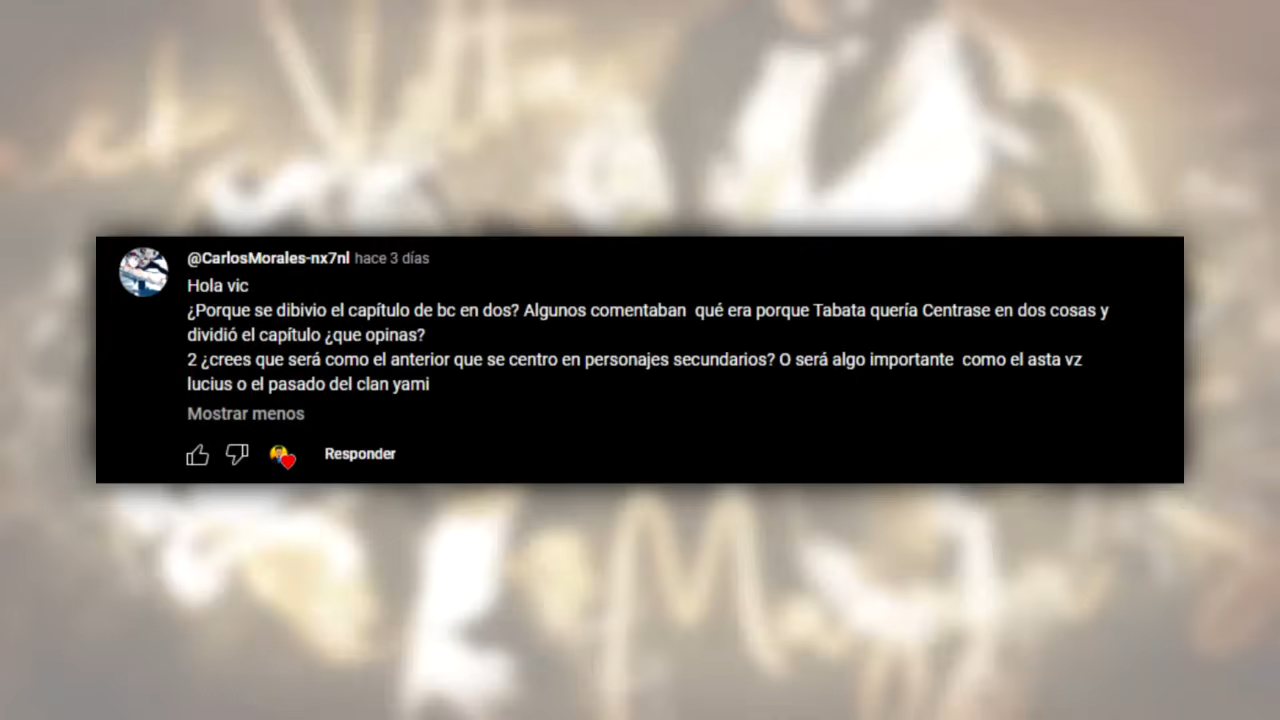 @CarlosMorales-nx7nl hace 3 días
Hola vic
¿Porque se dibivio el capítulo de bc en dos? Algunos comentaban qué era porque Tabata quería Centrase en dos cosas y
dividió el capítulo ¿que opinas?
2 ¿crees que será como el anterior que se centro en personajes secundarios? O será algo importante como el asta vz
lucius o el pasado del clan yami
Mostrar menos
Responder